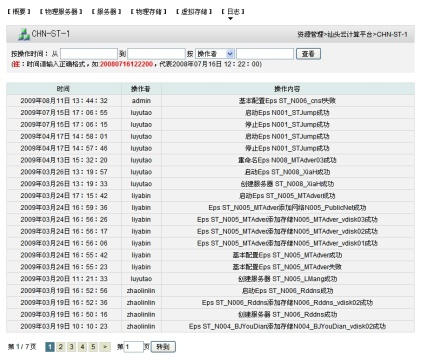 【概要】 【物理服务器】 【服务器】 【物理存储】 【虚拟存储】 【日志】
CHN-ST-1 资源管理>汕头云计算平台>CHN-ST-1
按操作时间：从 到 按 操作者 查看
(注：时间请输入正确格式，如:20080716122200，代表2008年07月16日 12：22：00)
时间 操作者 操作内容
2009年08月11日 13：44：32 admin 基本配置Eps ST_N006_cns失败
2009年07月15日 17：06：55 luyutao 启动Eps N001_STJump成功
2009年07月15日 17：06：15 luyutao 停止Eps N001_STJump成功
2009年04月17日 14：58：01 luyutao 启动Eps N001_STJump成功
2009年04月17日 14：57：46 luyutao 停止Eps N001_STJump成功
2009年04月13日 15：32：20 luyutao 重命名Eps N008_MTAdver03成功
2009年03月26日 13：19：57 luyutao 启动Eps ST_N008_XiaH成功
2009年03月26日 13：19：33 luyutao 创建服务器 ST_N008_XiaH成功
2009年03月24日 17：15：42 liyabin 启动Eps ST_N005_MTAdver成功
2009年03月24日 16：59：36 liyabin Eps ST_N005_MTAdver添加网络N005_PublicNet成功
2009年03月24日 16：56：26 liyabin Eps ST_N005_MTAdver添加存储N005_MTAdver_vdisk03成功
2009年03月24日 16：56：17 liyabin Eps ST_N005_MTAdver添加存储N005_MTAdver_vdisk02成功
2009年03月24日 16：56：06 liyabin Eps ST_N005_MTAdver添加存储N005_MTAdver_vdisk01成功
2009年03月24日 16：55：42 liyabin 基本配置Eps ST_N005_MTAdver成功
2009年03月24日 16：55：23 liyabin 基本配置Eps ST_N005_MTAdver失败
2009年03月20日 11：21：33 luyutao 创建服务器 ST_N005_LMang成功
2009年03月19日 16：52：56 zhaolinlin 启动Eps ST_N006_Rddns成功
2009年03月19日 16：52：36 zhaolinlin Eps ST_N006_Rddns添加存储N006_Rddns_vdisk02成功
2009年03月19日 16：50：16 zhaolinlin 创建服务器 ST_N006_Rddns成功
2009年03月19日 10：10：23 zhaolinlin Eps ST_N004_BJYouDian添加存储N004_BJYouDian_vdisk02成功
第 1 / 7页 1 2 3 4 5 > 第 1 页 转到